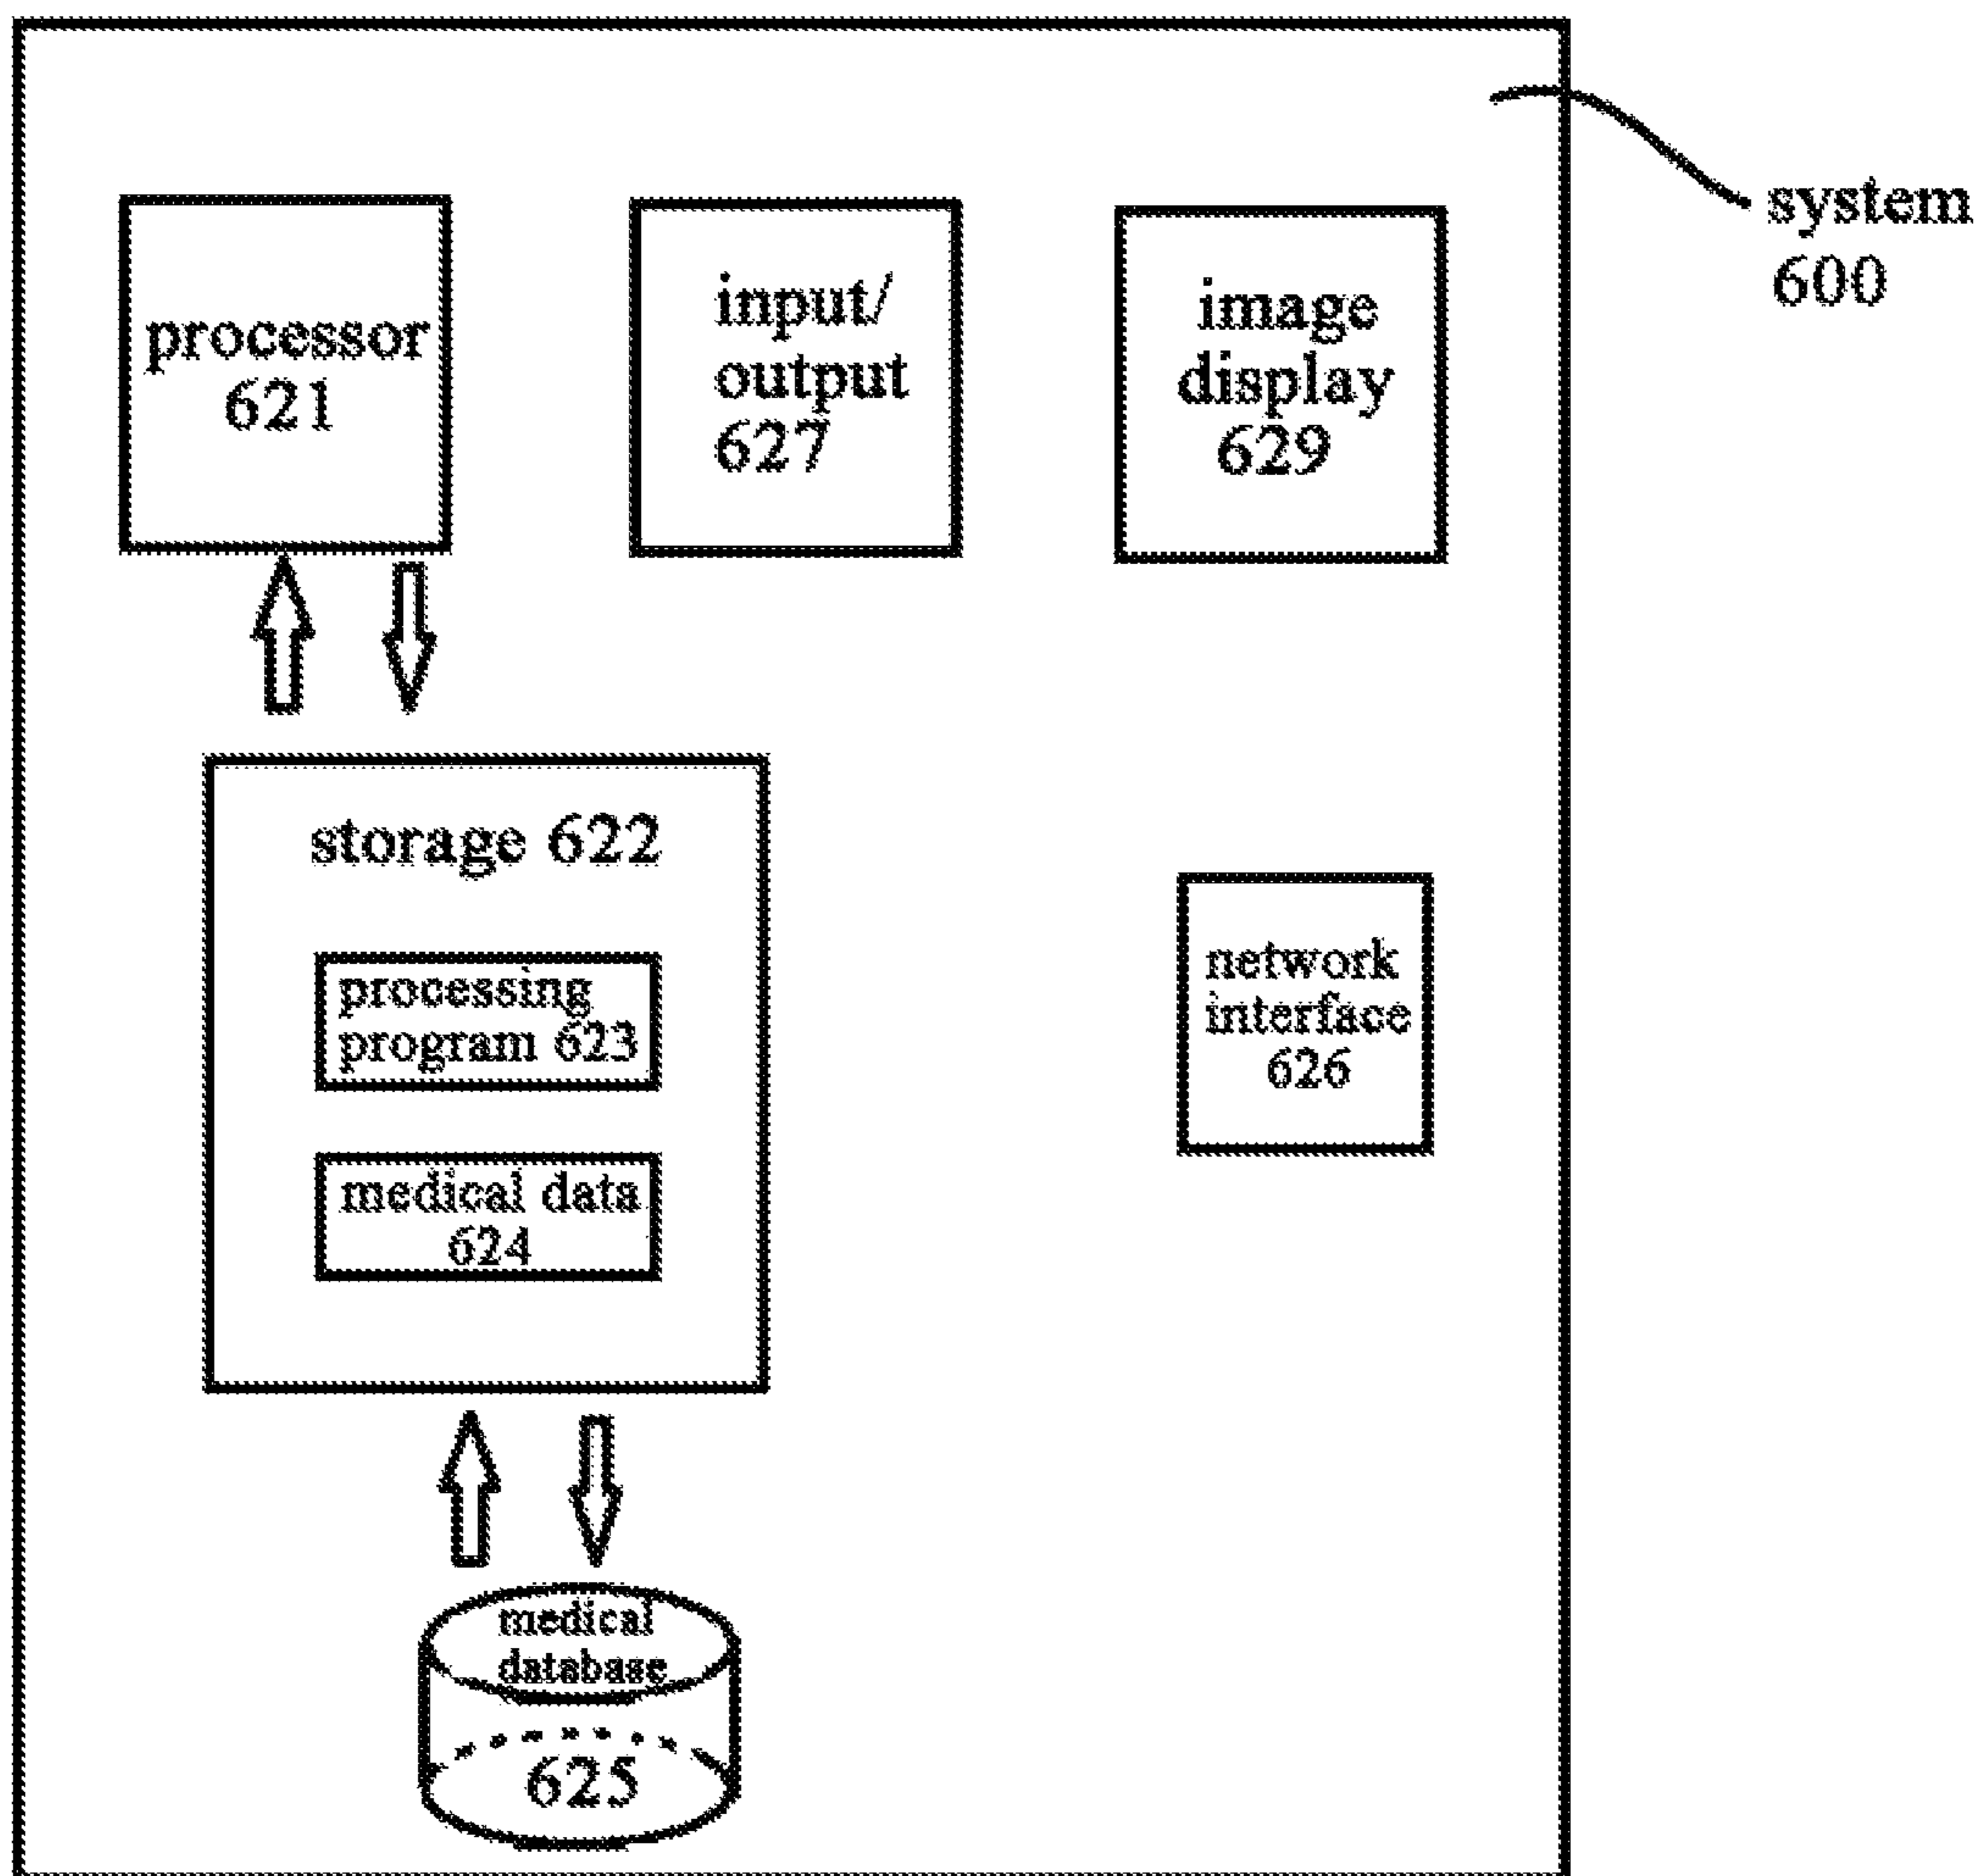 system
600
processor
621
input/
output
627
image
display
629
storage 622
processing
program 623
medical data
624
network
interface
626
medical
database
625